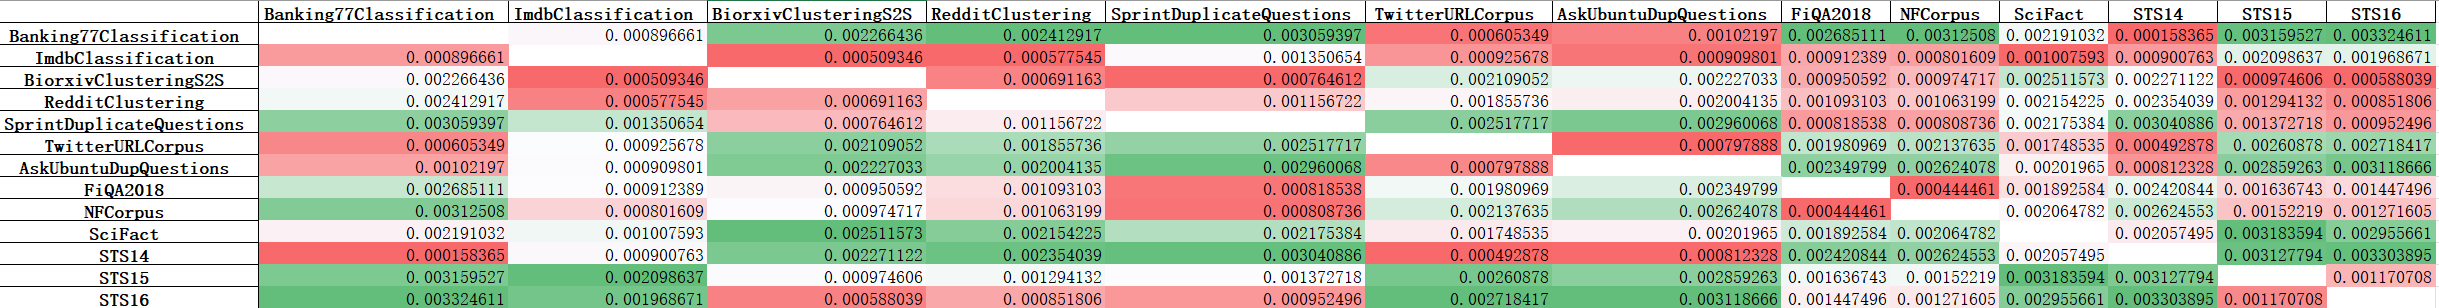 Banking77Classification ImdbClassification BiorxivClusteringS2S RedditClustering SprintDuplicateQuestions TwitterURLCorpus AskUbuntuDupQuestions FiQA2018 NFCorpus SciFact STS14 STS15 STS16
Banking77Classification 0.000896661 0.002266436 0.002412917 0.003059397 0.000605349 0.00102197 0.002685111 0.00312508 0.002191032 0.000158365 0.003159527 0.003324611
ImdbClassification 0.000896661 0.000509346 0.000577545 0.001350654 0.000925678 0.000909801 0.000912389 0.000801609 0.001007593 0.000900763 0.002098637 0.001968671
BiorxivClusteringS2S 0.002266436 0.000509346 0.000691163 0.000764612 0.002109052 0.002227033 0.000950592 0.000974717 0.002511573 0.002271122 0.000974606 0.000588039
RedditClustering 0.002412917 0.000577545 0.000691163 0.001156722 0.001855736 0.002004135 0.001093103 0.001063199 0.002154225 0.002354039 0.001294132 0.000851806
SprintDuplicateQuestions 0.003059397 0.001350654 0.000764612 0.001156722 0.002517717 0.002960068 0.000818538 0.000808736 0.002175384 0.003040886 0.001372718 0.000952496
TwitterURLCorpus 0.000605349 0.000925678 0.002109052 0.001855736 0.002517717 0.000797888 0.001980969 0.002137635 0.001748535 0.000492878 0.00260878 0.002718417
AskUbuntuDupQuestions 0.00102197 0.000909801 0.002227033 0.002004135 0.002960068 0.000797888 0.002349799 0.002624078 0.00201965 0.000812328 0.002859263 0.003118666
FiQA2018 0.002685111 0.000912389 0.000950592 0.001093103 0.000818538 0.001980969 0.002349799 0.000444461 0.001892584 0.002420844 0.001636743 0.001447496
NFCorpus 0.00312508 0.000801609 0.000974717 0.001063199 0.000808736 0.002137635 0.002624078 0.000444461 0.002064782 0.002624553 0.00152219 0.001271605
SciFact 0.002191032 0.001007593 0.002511573 0.002154225 0.002175384 0.001748535 0.00201965 0.001892584 0.002064782 0.002057495 0.003183594 0.002955661
STS14 0.000158365 0.000900763 0.002271122 0.002354039 0.003040886 0.000492878 0.000812328 0.002420844 0.002624553 0.002057495 0.003127794 0.003303895
STS15 0.003159527 0.002098637 0.000974606 0.001294132 0.001372718 0.00260878 0.002859263 0.001636743 0.00152219 0.003183594 0.003127794 0.001170708
STS16 0.003324611 0.001968671 0.000588039 0.000851806 0.000952496 0.002718417 0.003118666 0.001447496 0.001271605 0.002955661 0.003303895 0.001170708